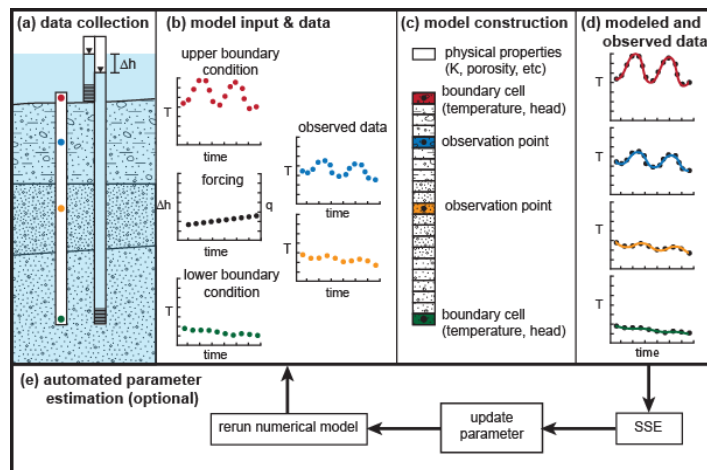 (a) data collection
Δh
(b) model input & data
upper boundary
condition
T
time
observed data
T
time
forcing
Δh
q
time
T
time
lower boundary
condition
T
time
(c) model construction
physical properties
(K, porosity, etc)
boundary cell
(temperature, head)
observation point
observation point
boundary cell
(temperature, head)
(d) modeled and
observed data
T
T
T
T
time
(e) automated parameter
estimation (optional)
rerun numerical model
update
parameter
SSE